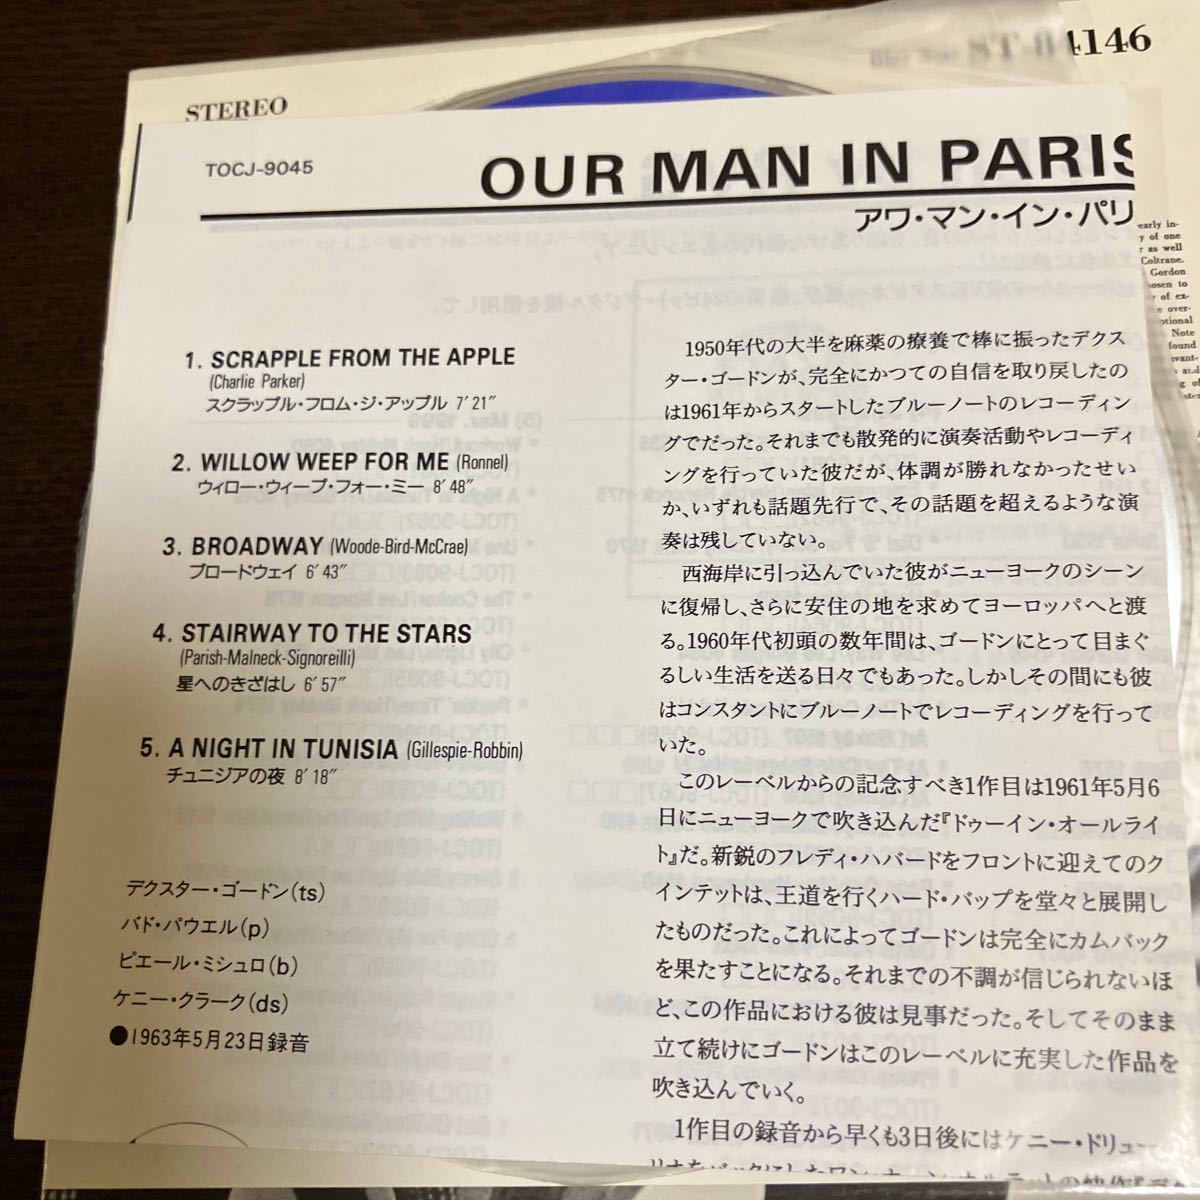 ST-84146
STEREO
TOCJ-9045
OUR MAN IN PARIS
アワ・マン・イン・パリ
1. SCRAPPLE FROM THE APPLE
(Charlie Parker)
スクラップル・フロム・ジ・アップル 7′21″
2. WILLOW WEEP FOR ME (Ronnel)
ウィロー・ウィープ・フォー・ミー 8′48″
3. BROADWAY (Woode-Bird-McCrae)
ブロードウェイ 6′43″
4. STAIRWAY TO THE STARS
(Parish-Malneck-Signoreilli)
星へのきざはし 6′57″
5. A NIGHT IN TUNISIA (Gillespie-Robbin)
チュニジアの夜 8′18″
デクスター・ゴードン(ts)
バド・パウエル(p)
ピエール・ミシュロ(b)
ケニー・クラーク(ds)
●1963年5月23日録音
1950年代の大半を麻薬の療養で棒に振ったデクス
ター・ゴードンが、完全にかつての自信を取り戻したの
は1961年からスタートしたブルーノートのレコーディン
グでだった。それまでも散発的に演奏活動やレコーディ
ングを行っていた彼だが、体調が勝れなかったせい
か、いずれも話題先行で、その話題を超えるような演
奏は残していない。
西海岸に引っ込んでいた彼がニューヨークのシーン
に復帰し、さらに安住の地を求めてヨーロッパへと渡
る。1960年代初頭の数年間は、ゴードンにとって目まぐ
るしい生活を送る日々でもあった。しかしその間にも彼
はコンスタントにブルーノートでレコーディングを行って
いた。
このレーベルからの記念すべき1作目は1961年5月6
日にニューヨークで吹き込んだ『ドゥーイン・オールライ
ト』だ。新鋭のフレディ・ハバードをフロントに迎えてのク
インテットは、王道を行くハード・バップを堂々と展開し
たものだった。これによってゴードンは完全にカムバック
を果たすことになる。それまでの不調が信じられないほ
ど、この作品における彼は見事だった。そしてそのまま
立て続けにゴードンはこのレーベルに充実した作品を
吹き込んでいく。
1作目の録音から早くも3日後にはケニー・ドリュー
early in-
y of one
r as well
Coltrane.
Gordon
osen to
r of ex-
e over-
otional
Note
found